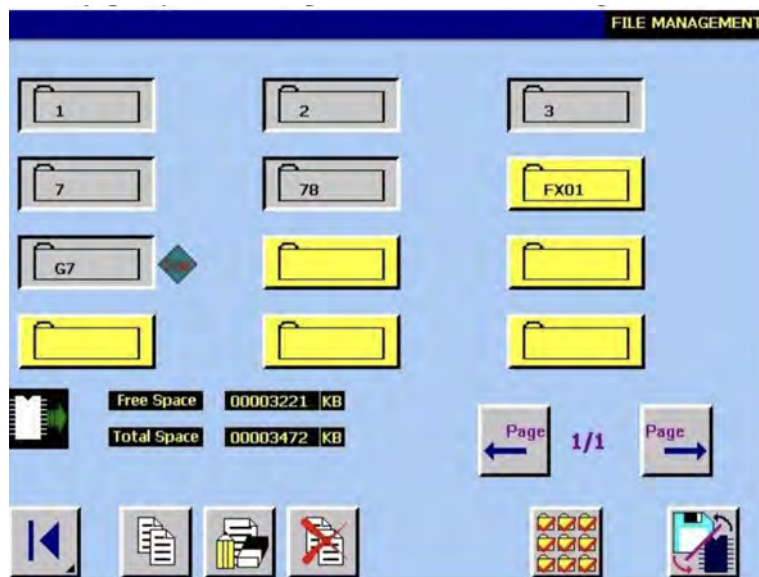 FILE MANAGEMENT
1
2
3
7
78
FX01
G7
Free Space 00003221 KB
Total Space 00003472 KB
Page 1/1 Page